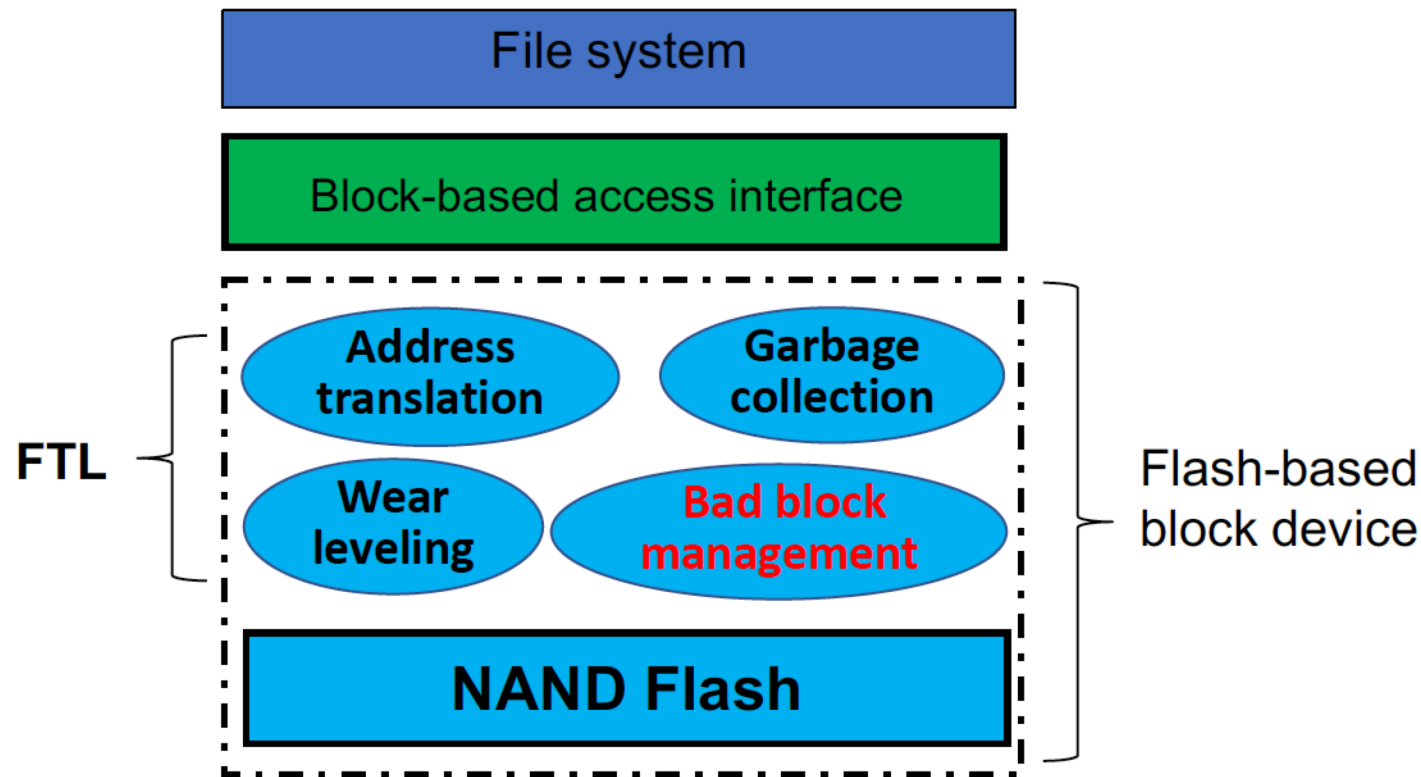 File system
Block-based access interface
Address
translation
Garbage
collection
FTL
Wear
leveling
Bad block
management
Flash-based
block device
NAND Flash